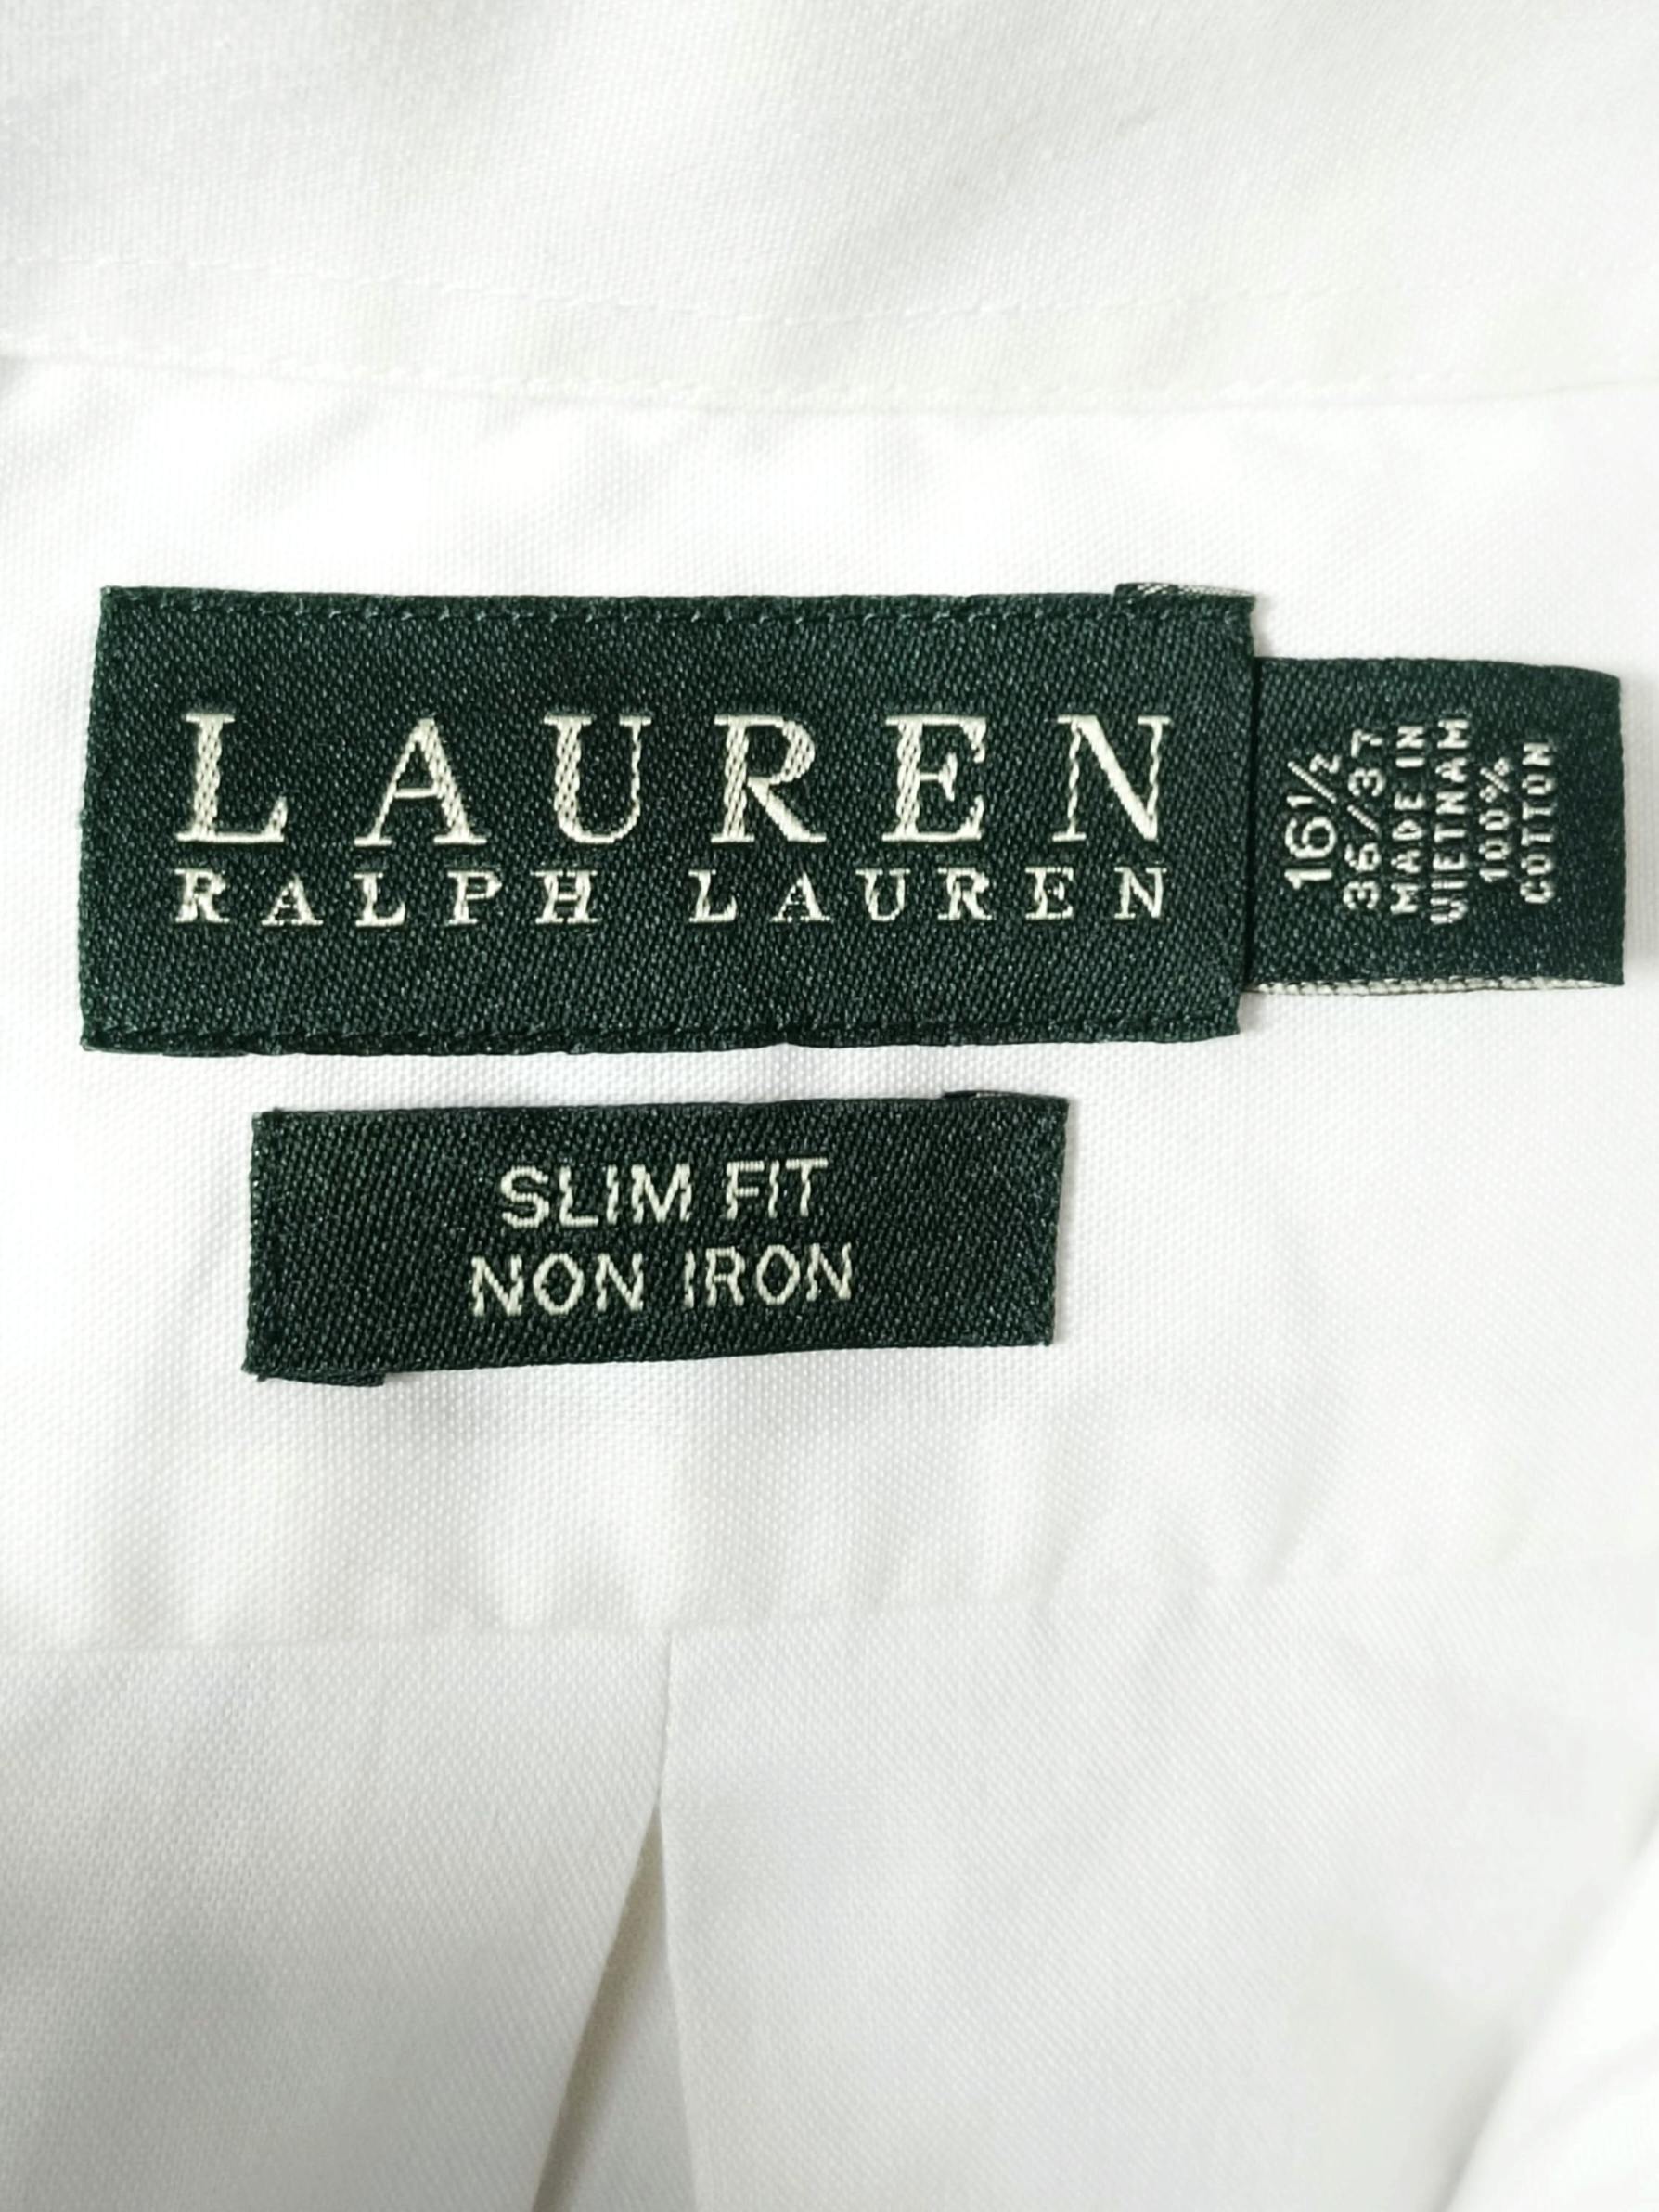 LAUREN
RALPH LAUREN
16½
36/37
MADE IN
VIETNAM
100%
COTTON
SLIM FIT
NON IRON